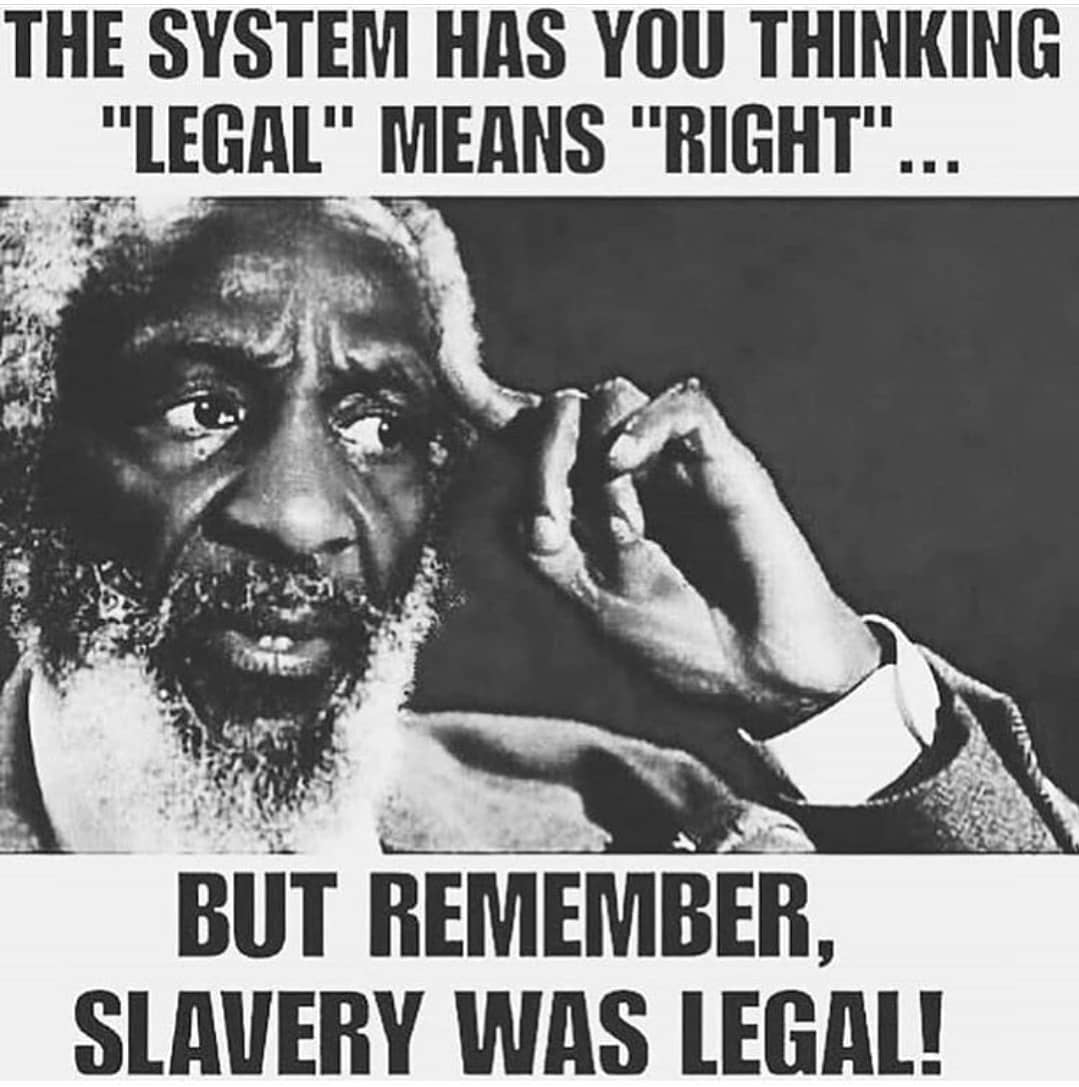 THE SYSTEM HAS YOU THINKING
"LEGAL" MEANS "RIGHT"...
BUT REMEMBER,
SLAVERY WAS LEGAL!